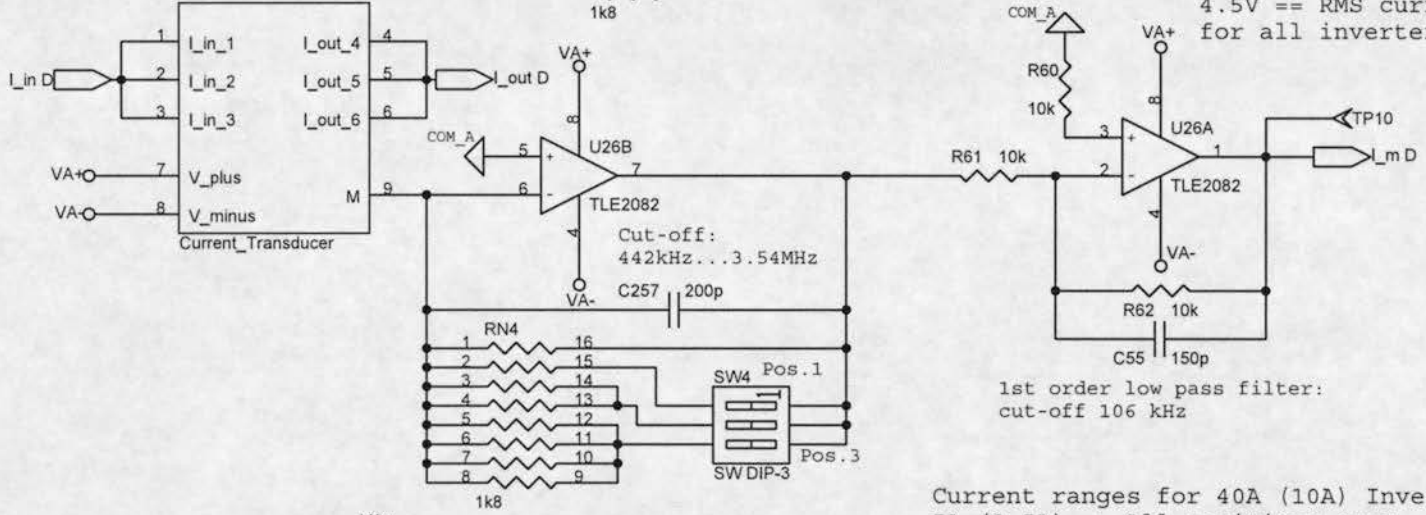 1k8
4.5V == RMS
for all
COM_A
VA+
VA+
R60
10k
I_in D
1
I_in_1
I_out_4
4
2
I_in_2
I_out_5
5
I_out D
3
I_in_3
I_out_6
6
8
8
COM_A
5
+
U26B
3
+
U26A
1
TP10
I_m D
VA+
7
V_plus
6
-
7
R61 10k
2
-
M
9
TLE2082
TLE2082
VA-
8
V_minus
4
4
Current_Transducer
Cut-off:
442kHz...3.54MHz
VA-
VA-
C257
200p
R62
10k
RN4
1
16
C55
150p
2
15
3
14
SW4
Pos.1
1
4
13
5
12
6
11
7
10
8
9
Pos.3
SW DIP-3
1k8
1st order low pass filter:
cut-off 106 kHz
Current ranges for 40A (10A)